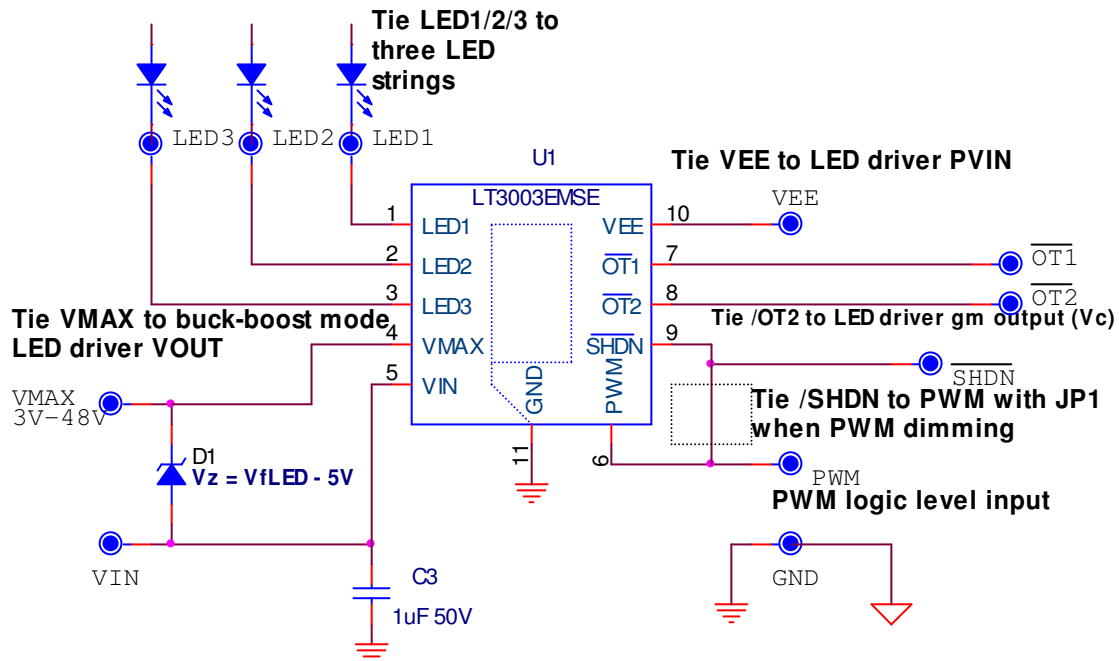 Tie LED1/2/3 to
three LED
strings
LED3
LED2
LED1
U1
Tie VEE to LED driver PVIN
LT3003EMSE
VEE
1
LED1
VEE
10
2
LED2
OT1
7
OT1
3
LED3
OT2
8
OT2
Tie VMAX to buck-boost mode
LED driver VOUT
Tie /OT2 to LED driver gm output (Vc)
4
VMAX
SHDN
9
5
VIN
GND
PWM
SHDN
VMAX
3V-48V
Tie /SHDN to PWM with JP1
when PWM dimming
11
6
D1
Vz = VfLED - 5V
PWM
PWM logic level input
VIN
C3
GND
1uF 50V